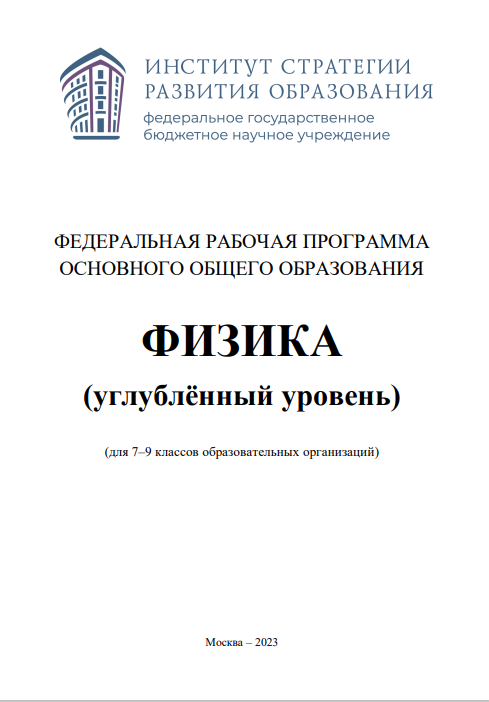 ИНСТИТУТ СТРАТЕГИИ
РАЗВИТИЯ ОБРАЗОВАНИЯ
федеральное государственное
бюджетное научное учреждение
ФЕДЕРАЛЬНАЯ РАБОЧАЯ ПРОГРАММА
ОСНОВНОГО ОБЩЕГО ОБРАЗОВАНИЯ
ФИЗИКА
(углублённый уровень)
(для 7–9 классов образовательных организаций)
Москва – 2023